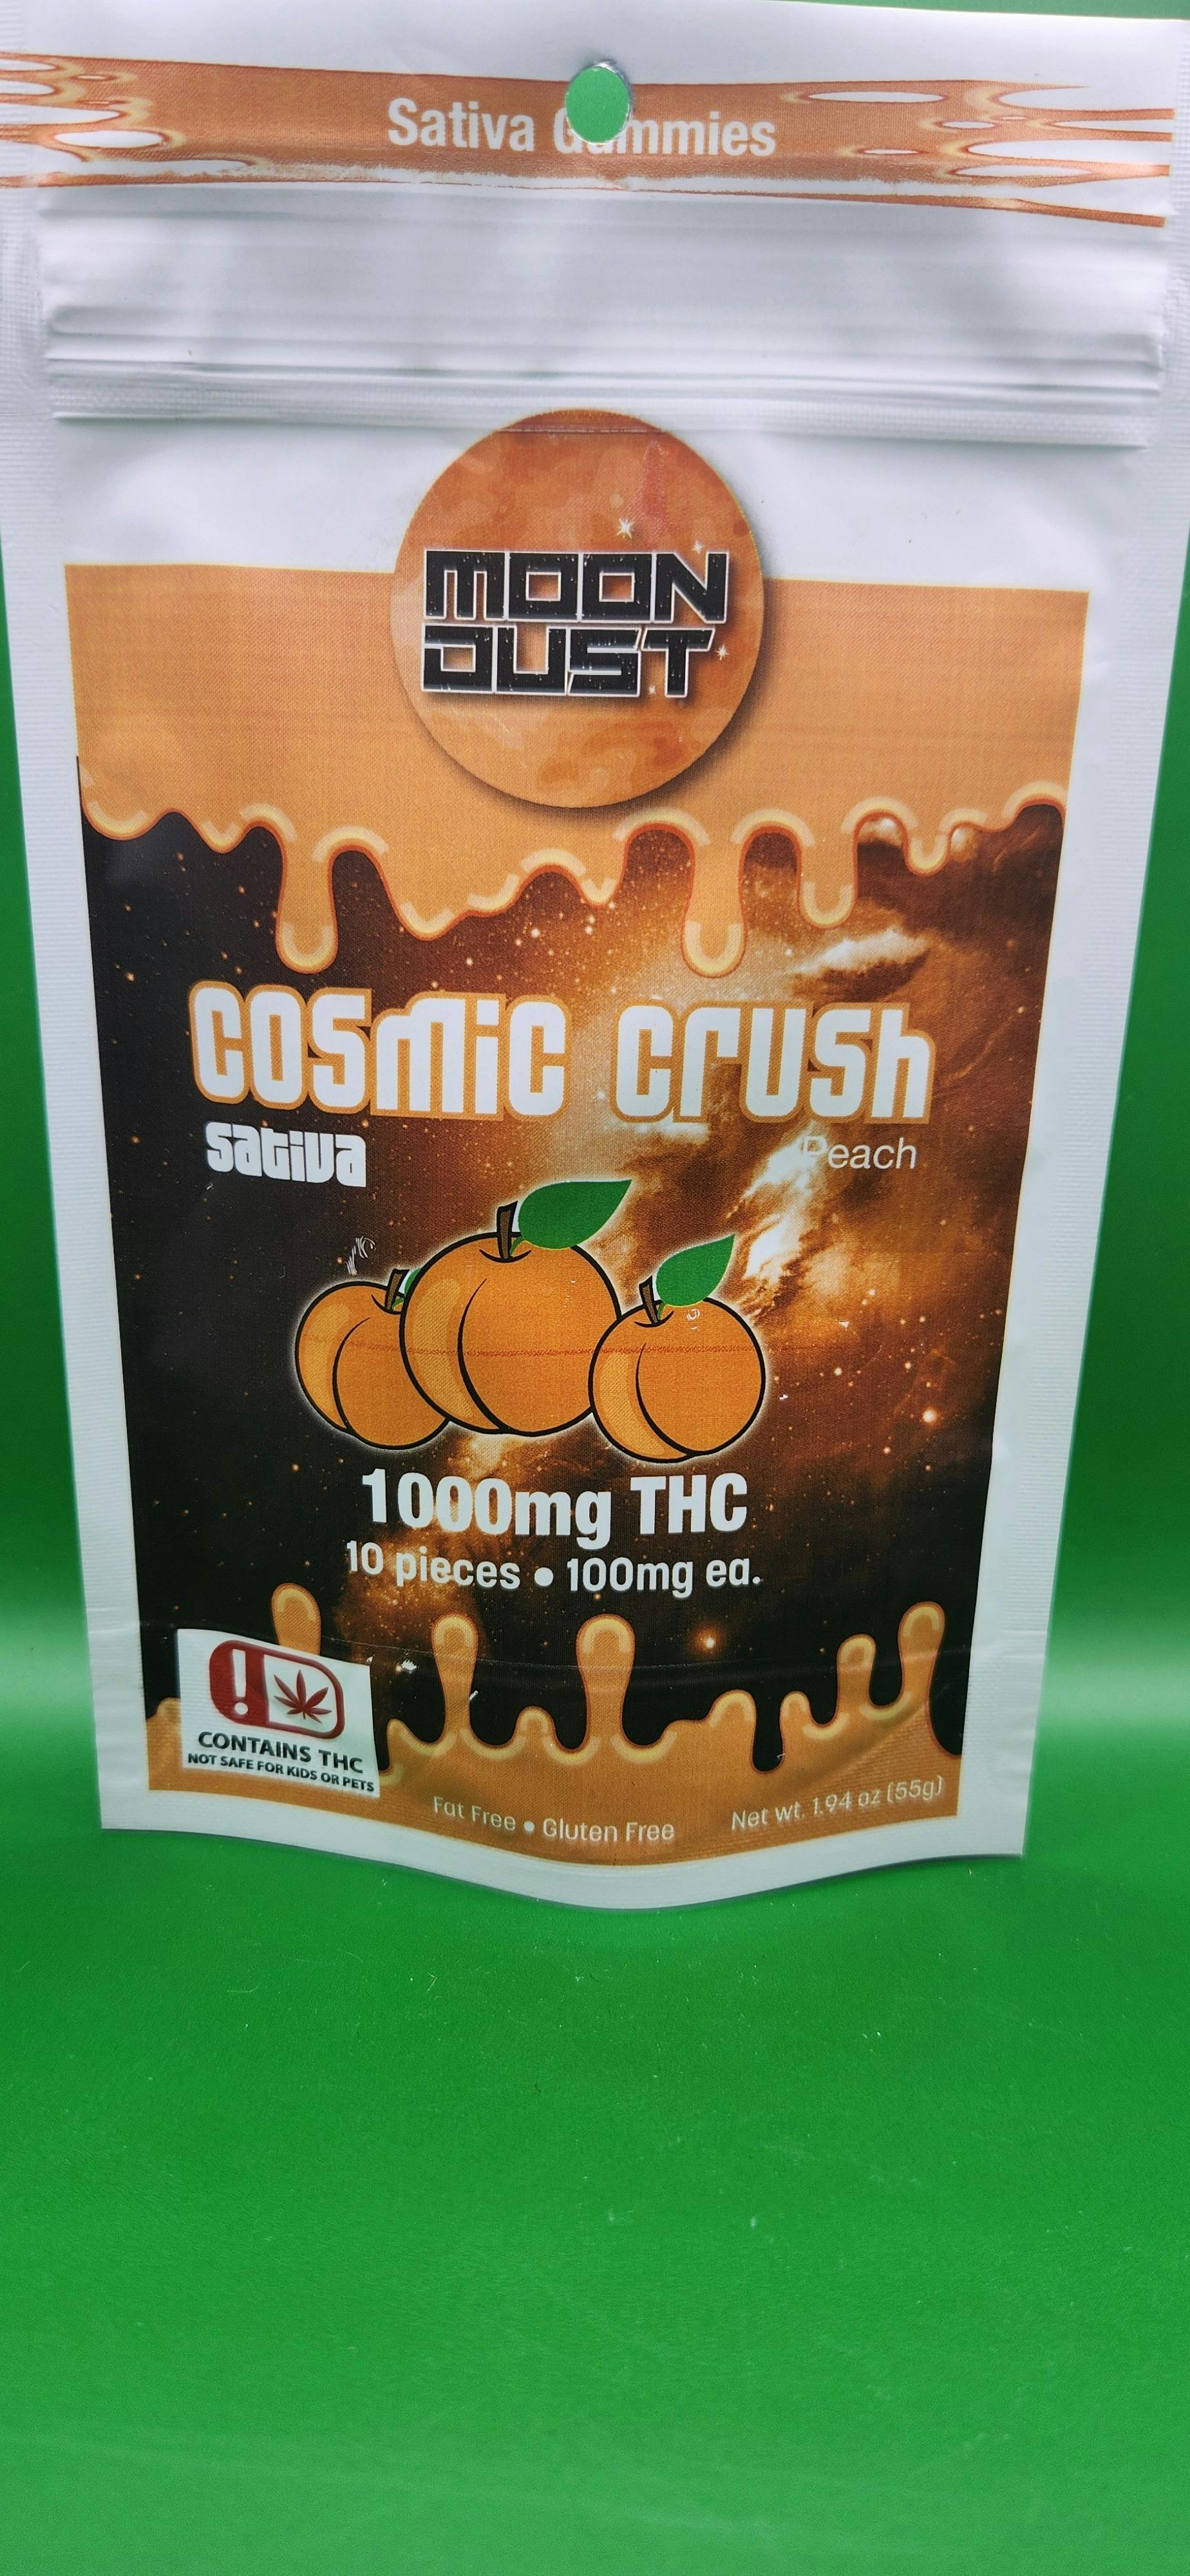 Sativa Gummies
MOON
DUST
COSMIC CRUSH
Sativa
Peach
1000mg THC
10 pieces • 100mg ea.
!
CONTAINS THC
NOT SAFE FOR KIDS OR PETS
Fat Free • Gluten Free
Net wt. 1.94 oz (55g)